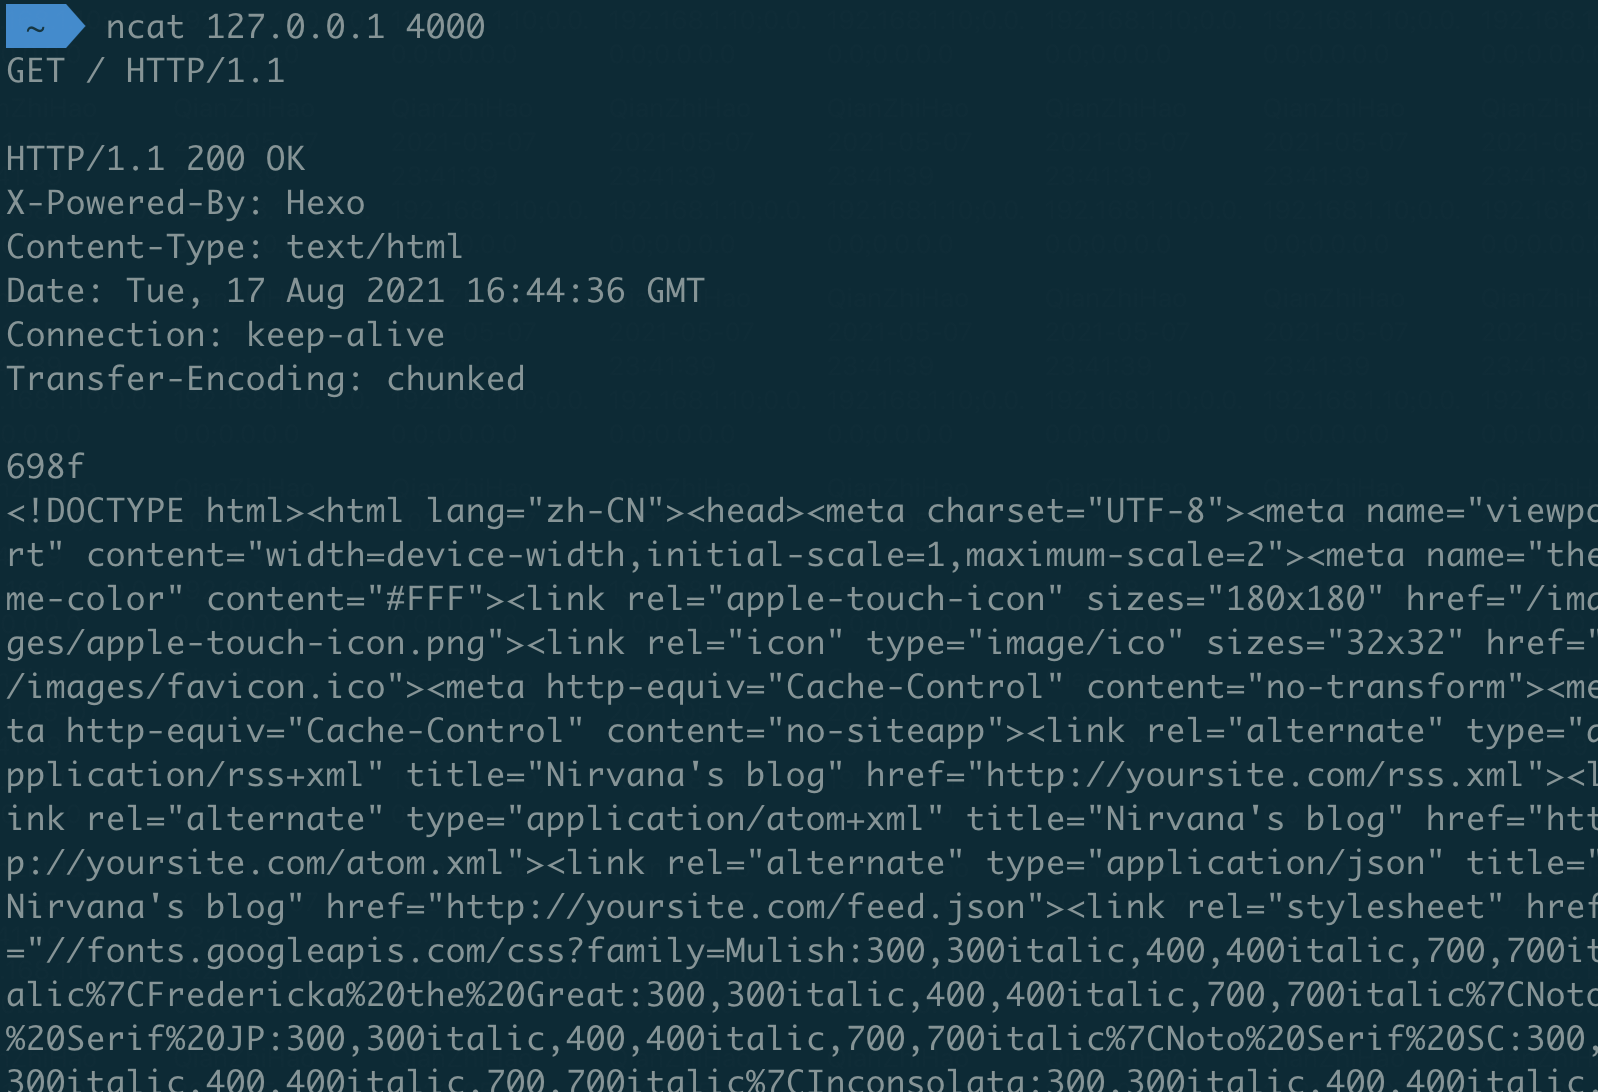 ~ ncat 127.0.0.1 4000
GET / HTTP/1.1
HTTP/1.1 200 OK
X-Powered-By: Hexo
Content-Type: text/html
Date: Tue, 17 Aug 2021 16:44:36 GMT
Connection: keep-alive
Transfer-Encoding: chunked
698f
<!DOCTYPE html><html lang="zh-CN"><head><meta charset="UTF-8"><meta name="viewpo
rt" content="width=device-width,initial-scale=1,maximum-scale=2"><meta name="the
me-color" content="#FFF"><link rel="apple-touch-icon" sizes="180x180" href="/ima
ges/apple-touch-icon.png"><link rel="icon" type="image/ico" sizes="32x32" href="
/images/favicon.ico"><meta http-equiv="Cache-Control" content="no-transform"><me
ta http-equiv="Cache-Control" content="no-siteapp"><link rel="alternate" type="a
pplication/rss+xml" title="Nirvana's blog" href="http://yoursite.com/rss.xml"><l
ink rel="alternate" type="application/atom+xml" title="Nirvana's blog" href="htt
p://yoursite.com/atom.xml"><link rel="alternate" type="application/json" title="
Nirvana's blog" href="http://yoursite.com/feed.json"><link rel="stylesheet" href
="//fonts.googleapis.com/css?family=Mulish:300,300italic,400,400italic,700,700it
alic%7CFredericka%20the%20Great:300,300italic,400,400italic,700,700italic%7CNoto
%20Serif%20JP:300,300italic,400,400italic,700,700italic%7CNoto%20Serif%20SC:300,
300italic,400,400italic,700,700italic%7CInconsolata:300,300italic,400,400italic,